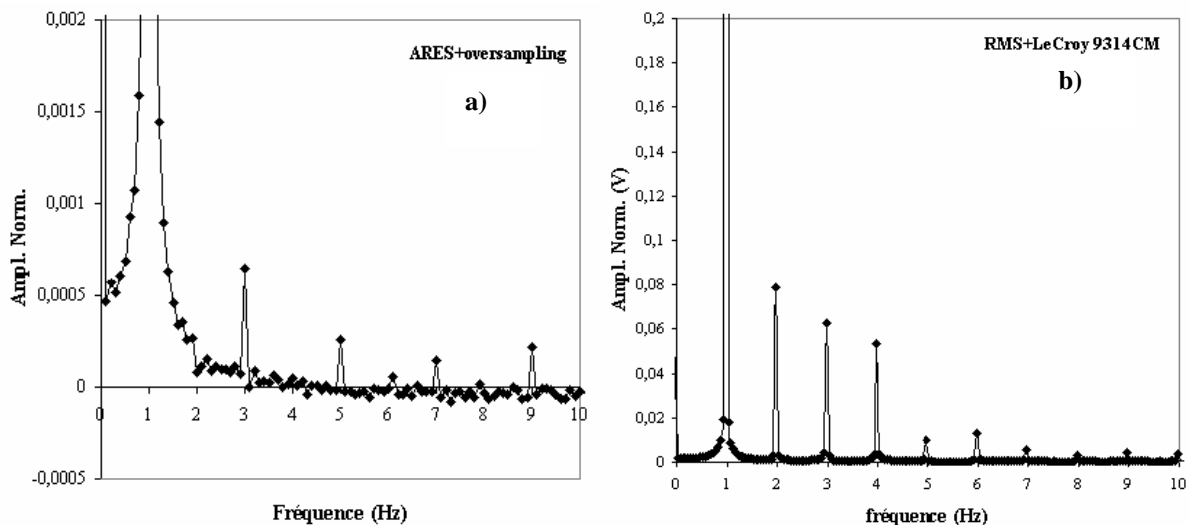 0,002
0,0015
0,001
0,0005
0
-0,0005
Ampl. Norm.
ARES+oversampling
a)
0 1 2 3 4 5 6 7 8 9 10
Fréquence (Hz)
0,2
0,18
0,16
0,14
0,12
0,1
0,08
0,06
0,04
0,02
0
Ampl. Norm. (V)
RMS+LeCroy 9314CM
b)
0 1 2 3 4 5 6 7 8 9 10
fréquence (Hz)